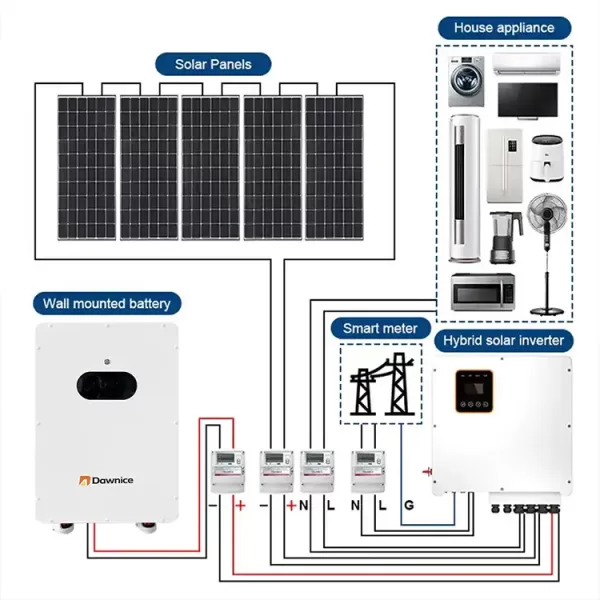 House appliance
Solar Panels
Wall mounted battery
Smart meter
Hybrid solar inverter
Dawnice
− + − + N L N L G